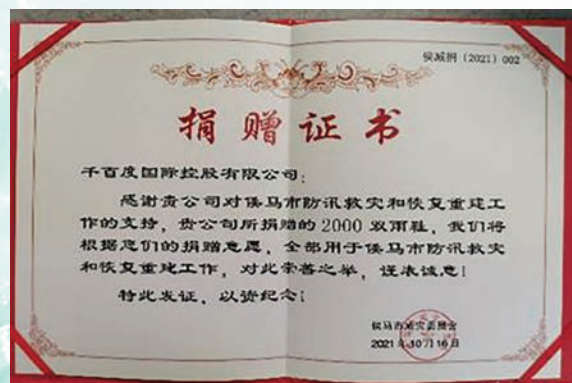 侯减捐（2021）002
捐赠证书
千百度国际控股有限公司：
感谢贵公司对侯马市防汛救灾和恢复重建工
作的支持，贵公司所捐赠的2000双雨鞋，我们将
根据您们的捐赠意愿，全部用于侯马市防汛救灾
和恢复重建工作，对此崇善之举，谨表诚意！
特此发证，以资纪念！
侯马市减灾委员会
2021年10月16日